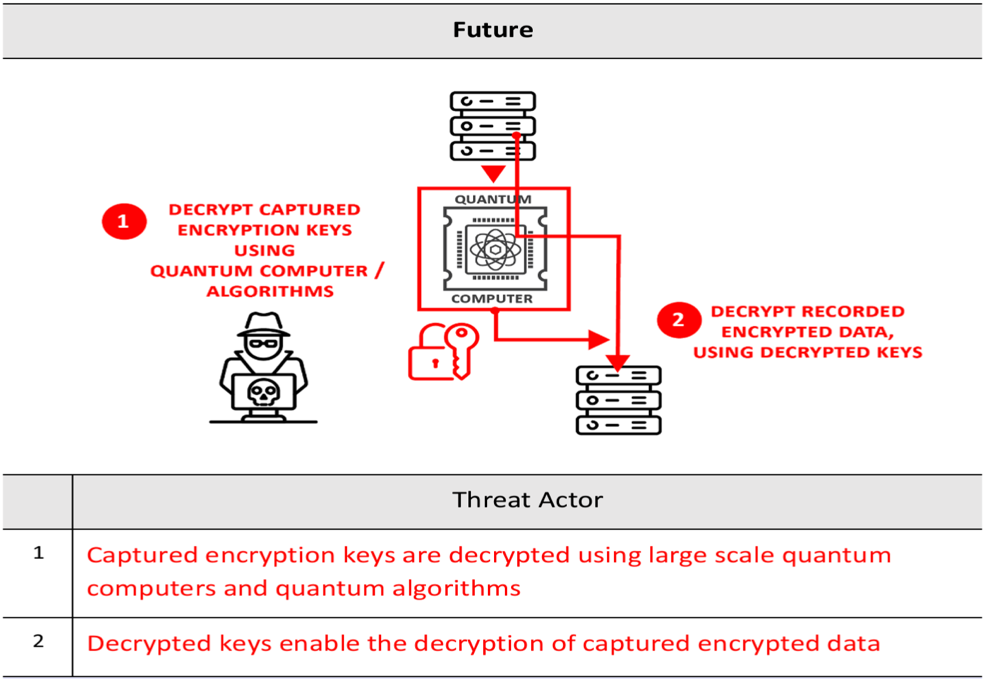 Future
QUANTUM
COMPUTER
1
DECRYPT CAPTURED
ENCRYPTION KEYS
USING
QUANTUM COMPUTER /
ALGORITHMS
2
DECRYPT RECORDED
ENCRYPTED DATA,
USING DECRYPTED KEYS
Threat Actor
1
Captured encryption keys are decrypted using large scale quantum
computers and quantum algorithms
2
Decrypted keys enable the decryption of captured encrypted data